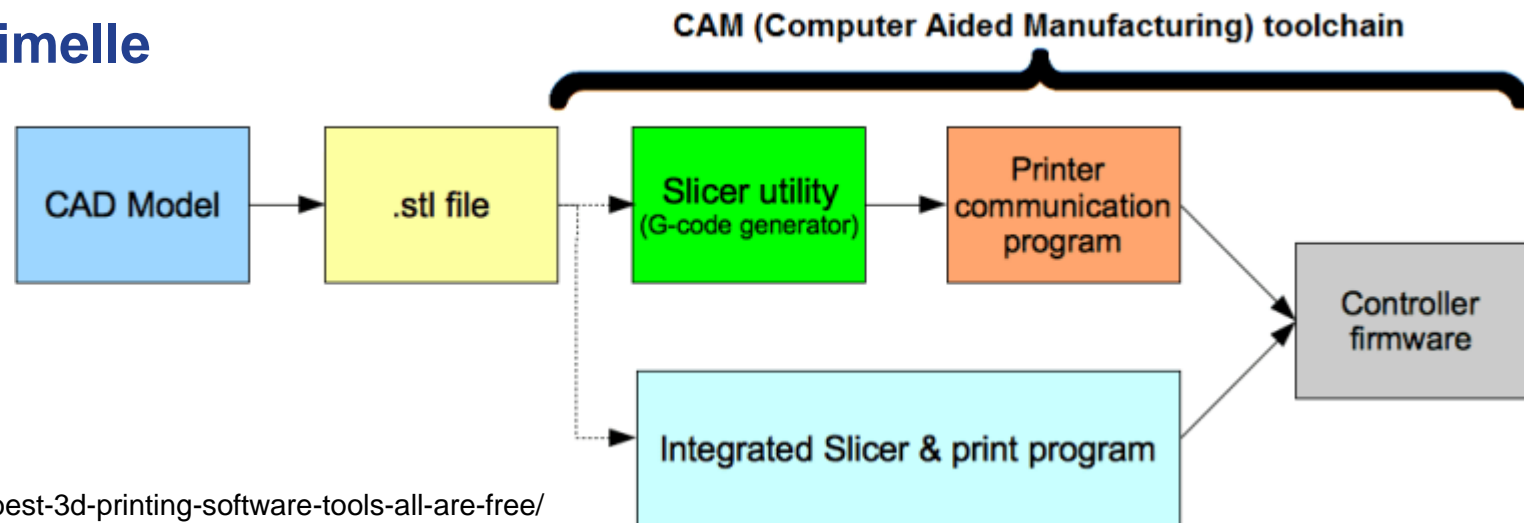 imelle
CAM (Computer Aided Manufacturing) toolchain
CAD Model
.stl file
Slicer utility
(G-code generator)
Printer
communication
program
Controller
firmware
Integrated Slicer & print program
best-3d-printing-software-tools-all-are-free/